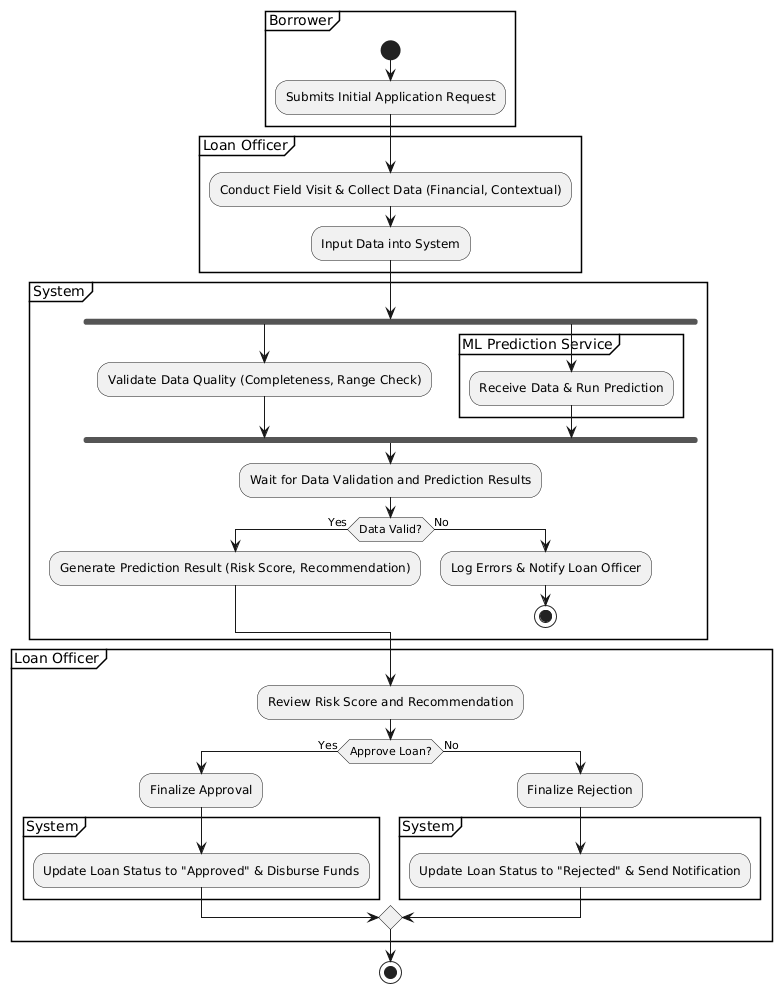 Borrower
Submits Initial Application Request
Loan Officer
Conduct Field Visit & Collect Data (Financial, Contextual)
Input Data into System
System
ML Prediction Service
Validate Data Quality (Completeness, Range Check)
Receive Data & Run Prediction
Wait for Data Validation and Prediction Results
Yes
Data Valid?
No
Generate Prediction Result (Risk Score, Recommendation)
Log Errors & Notify Loan Officer
Loan Officer
Review Risk Score and Recommendation
Yes
Approve Loan?
No
Finalize Approval
Finalize Rejection
System
System
Update Loan Status to "Approved" & Disburse Funds
Update Loan Status to "Rejected" & Send Notification